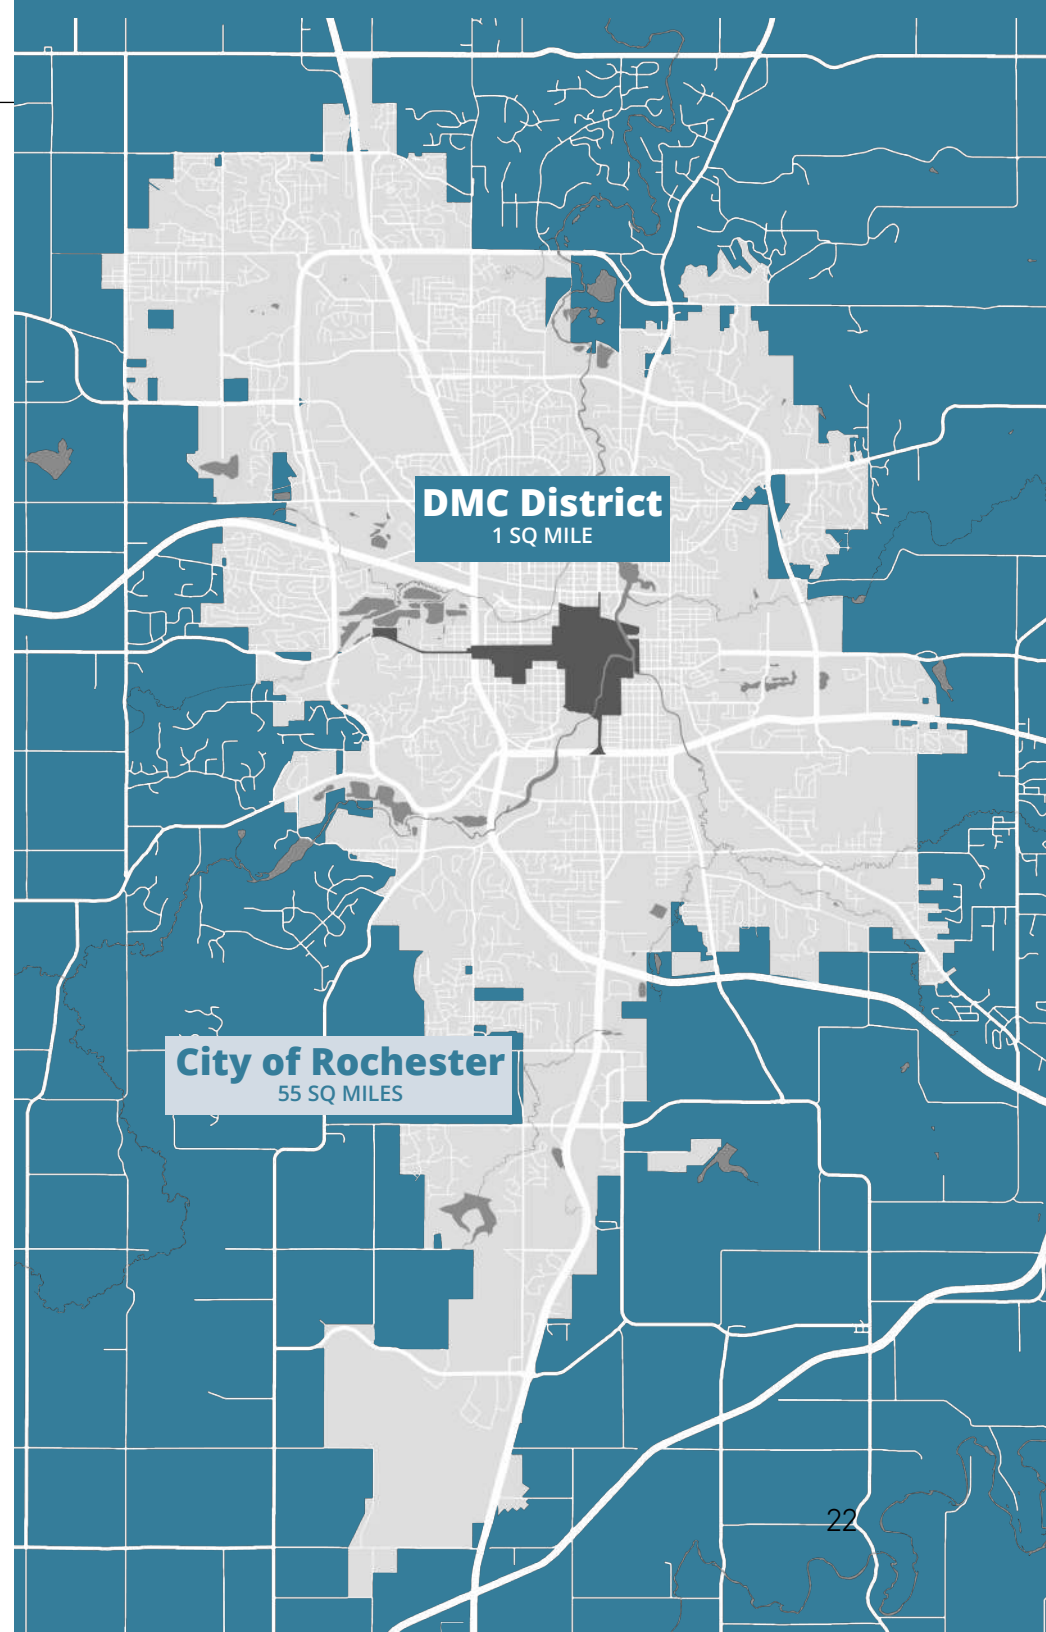 DMC District
1 SQ MILE
City of Rochester
55 SQ MILES
22